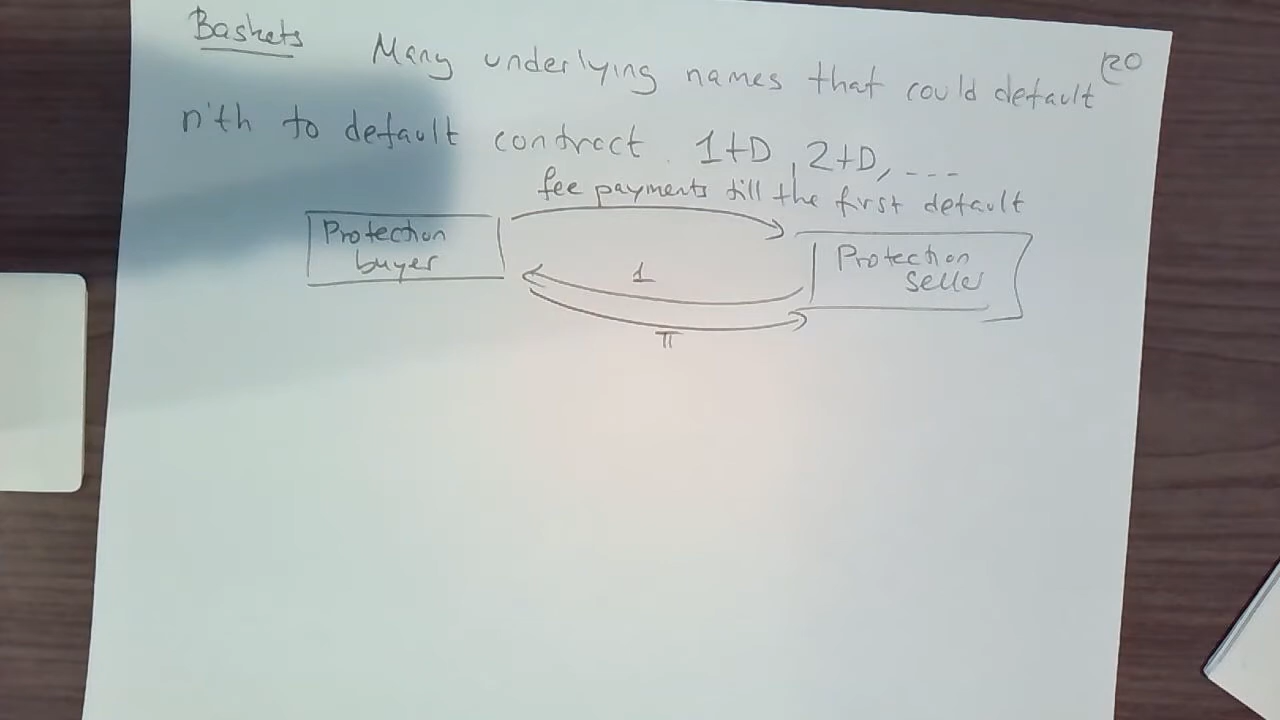 Baskets Many underlying names that could default 20
n'th to default contract. 1tD, 2tD, ---
fee payments till the first default
Protection
buyer
Protection
Seller
1
π